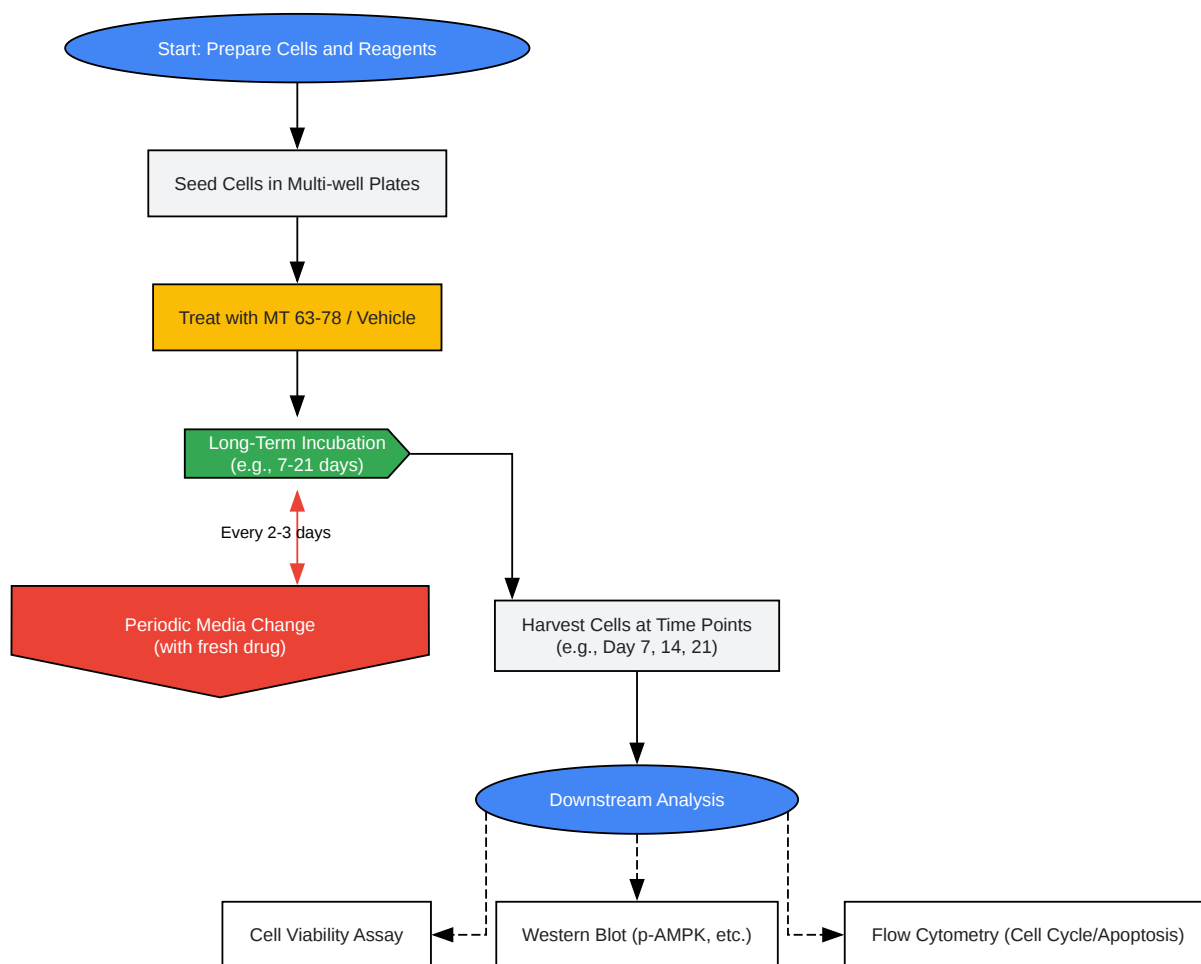 Start: Prepare Cells and Reagents
Seed Cells in Multi-well Plates
Treat with MT 63-78 / Vehicle
Long-Term Incubation
(e.g., 7-21 days)
Every 2-3 days
Periodic Media Change
(with fresh drug)
Harvest Cells at Time Points
(e.g., Day 7, 14, 21)
Downstream Analysis
Cell Viability Assay
Western Blot (p-AMPK, etc.)
Flow Cytometry (Cell Cycle/Apoptosis)